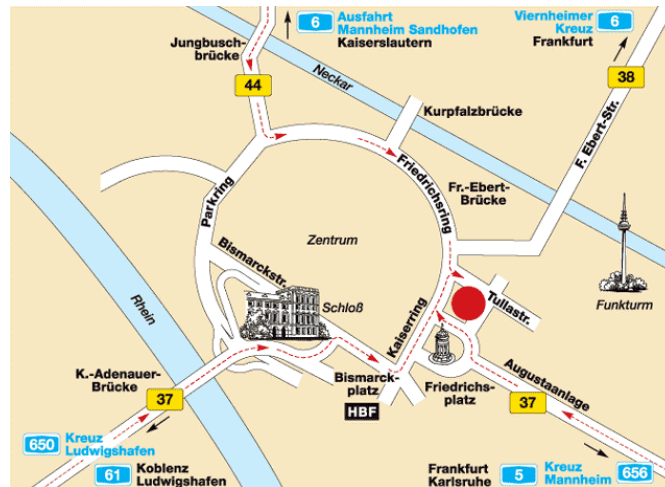 6
Ausfahrt
Mannheim Sandhofen
Kaiserslautern
Viernheimer
Kreuz
6
Frankfurt
Jungbusch-
brücke
44
Neckar
38
Kurpfalzbrücke
F. Ebert-Str.
Friedrichsring
Fr.-Ebert-
Brücke
Parkring
Zentrum
Bismarckstr.
Rhein
Schloß
Kaiserring
Tullastr.
Funkturm
K.-Adenauer-
Brücke
Bismarck-
platz
Friedrichs-
platz
Augustaanlage
37
HBF
37
650
Kreuz
Ludwigshafen
61
Koblenz
Ludwigshafen
Frankfurt
Karlsruhe
5
Kreuz
Mannheim
656